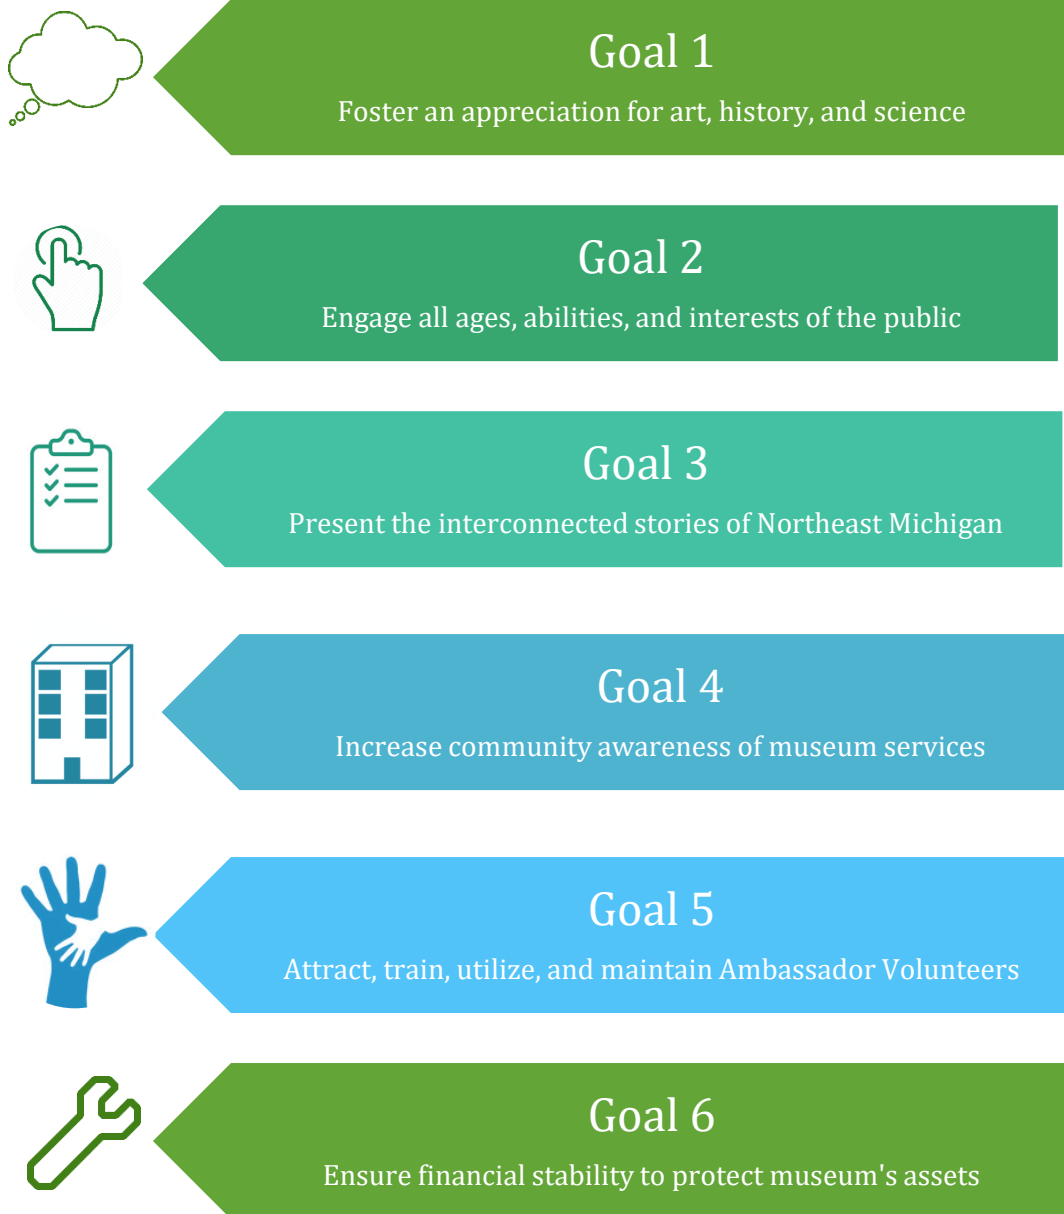 Goal 1
Foster an appreciation for art, history, and science
Goal 2
Engage all ages, abilities, and interests of the public
Goal 3
Present the interconnected stories of Northeast Michigan
Goal 4
Increase community awareness of museum services
Goal 5
Attract, train, utilize, and maintain Ambassador Volunteers
Goal 6
Ensure financial stability to protect museum's assets